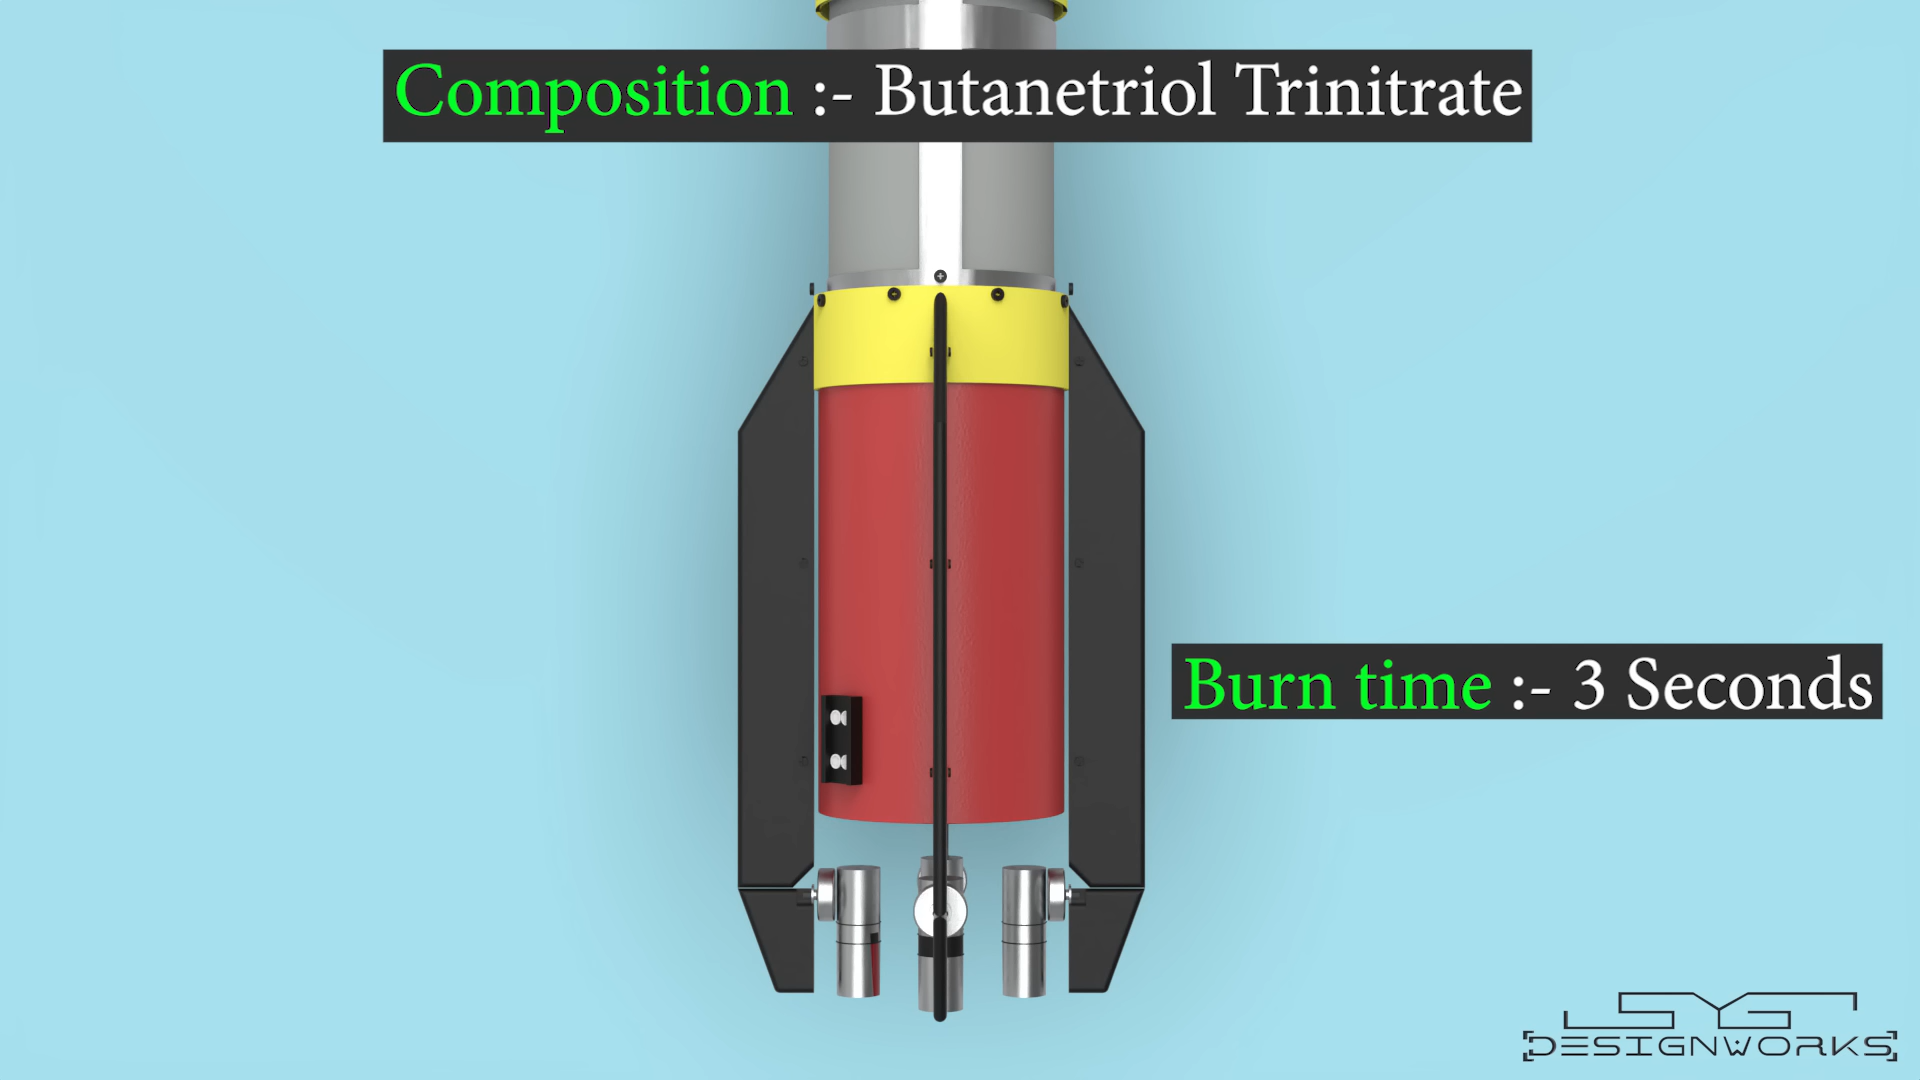 Composition :- Butanetriol Trinitrate
Burn time :- 3 Seconds
DESIGNWORKS